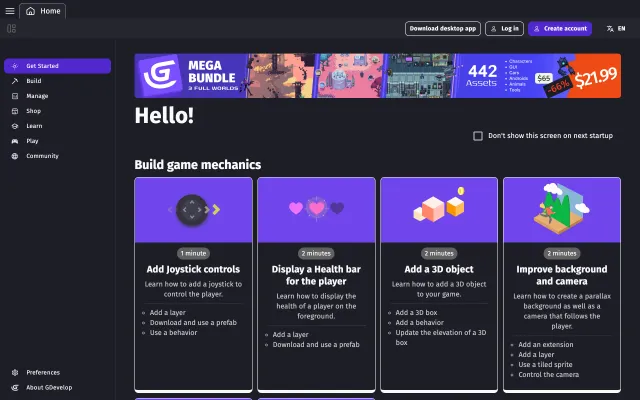 Home
Download desktop app
Log in
Create account
EN
Get Started
Build
Manage
Shop
Learn
Play
Community
Preferences
About GDevelop
MEGA
BUNDLE
3 FULL WORLDS
442
Assets
Characters
GUI
Cars
Animals
Tools
$65
-66%
$21.99
Hello!
Don't show this screen on next startup
Build game mechanics
1 minute
Add Joystick controls
Learn how to add a joystick to
control the player.
Add a layer
Download and use a prefab
Use a behavior
2 minutes
Display a Health bar
for the player
Learn how to display the
health of a player on the
foreground.
Add a layer
Download and use a prefab
2 minutes
Add a 3D object
Learn how to add a 3D object
to your game.
Add a 3D box
Add a behavior
Update the elevation of a 3D
box
2 minutes
Improve background
and camera
Learn how to create a parallax
background as well as a
camera that follows the
player.
Add an extension
Add a layer
Use a tiled sprite
Control the camera